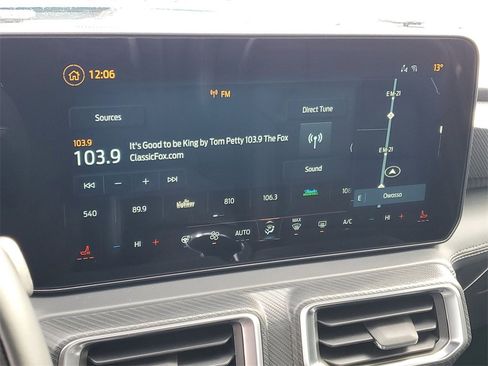 12:06
13°
FM
E M-21
Sources
Direct Tune
103.9
103.9
It's Good to be King by Tom Petty 103.9 The Fox
ClassicFox.com
E M-21
Sound
540
89.9
810
106.3
E
Owosso
HI
AUTO
MAX
A/C
HI